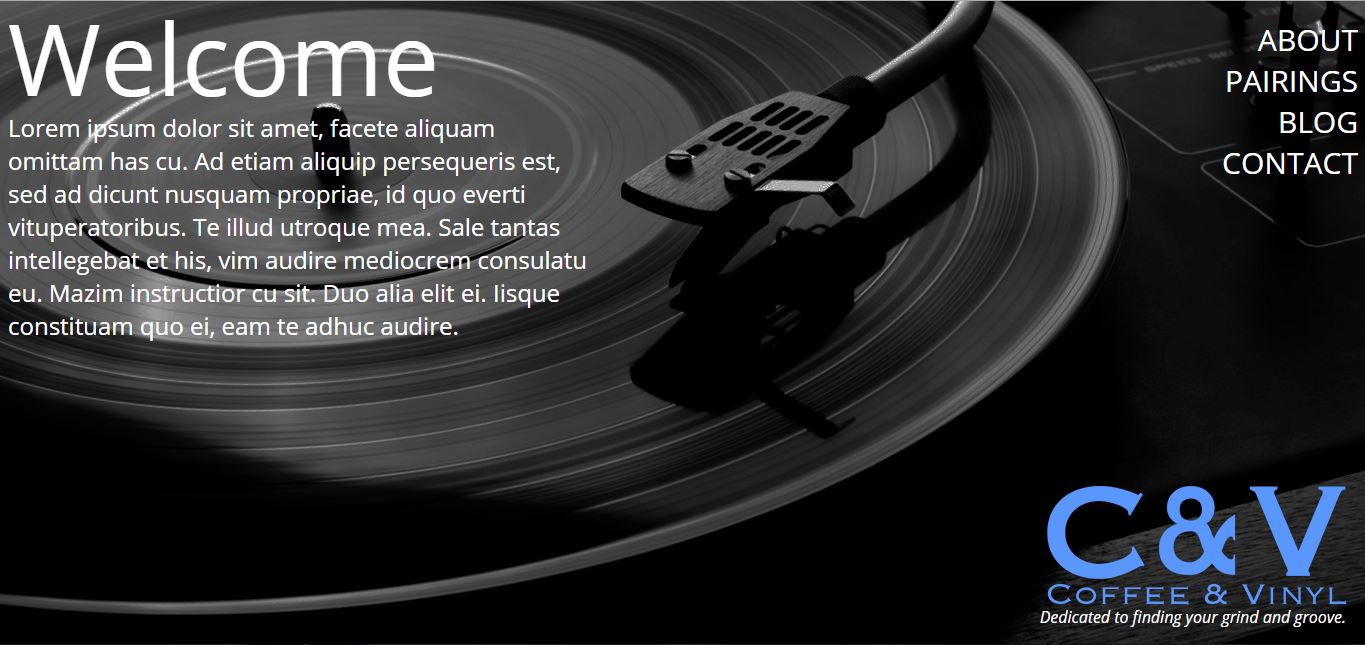 Welcome
Lorem ipsum dolor sit amet, facete aliquam
omittam has cu. Ad etiam aliquip persequeris est,
sed ad dicunt nusquam propriae, id quo everti
vituperatoribus. Te illud utroque mea. Sale tantas
intellegebat et his, vim audire mediocrem consulatu
eu. Mazim instructior cu sit. Duo alia elit ei. Iisque
constituam quo ei, eam te adhuc audire.
ABOUT
PAIRINGS
BLOG
CONTACT
C&V
COFFEE & VINYL
Dedicated to finding your grind and groove.